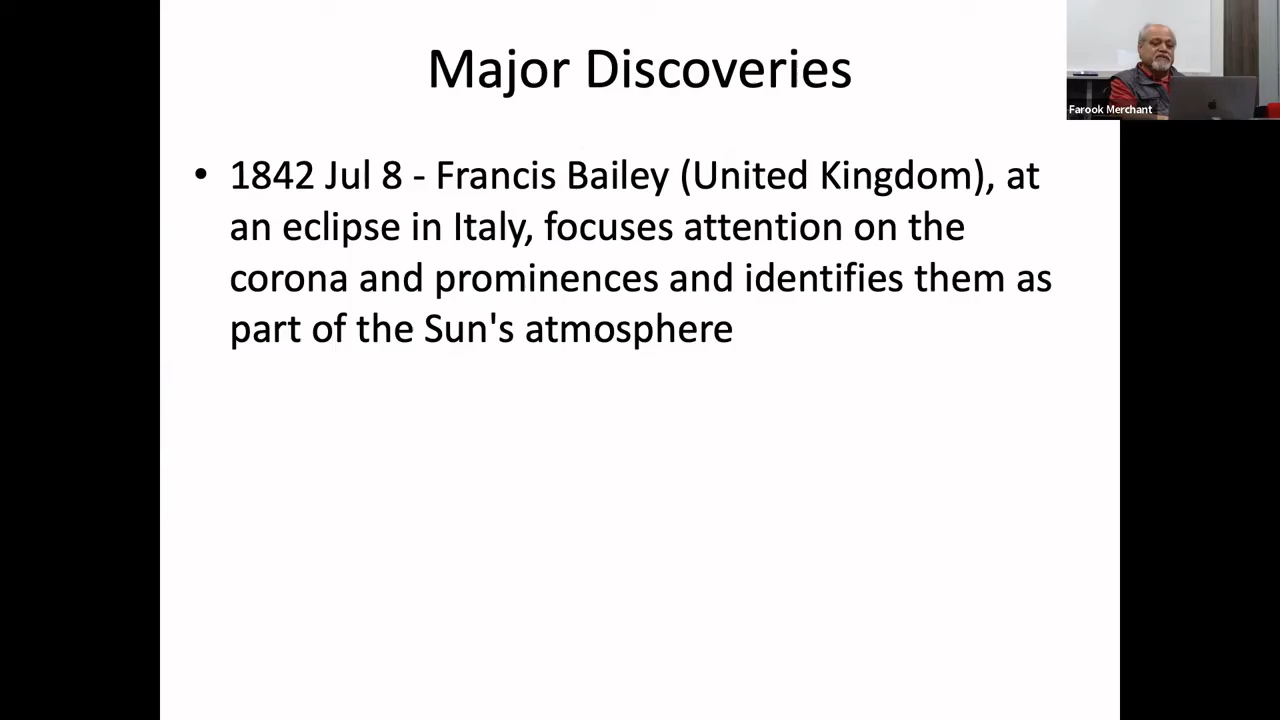 Major Discoveries
• 1842 Jul 8 - Francis Bailey (United Kingdom), at
an eclipse in Italy, focuses attention on the
corona and prominences and identifies them as
part of the Sun's atmosphere
Farook Merchant